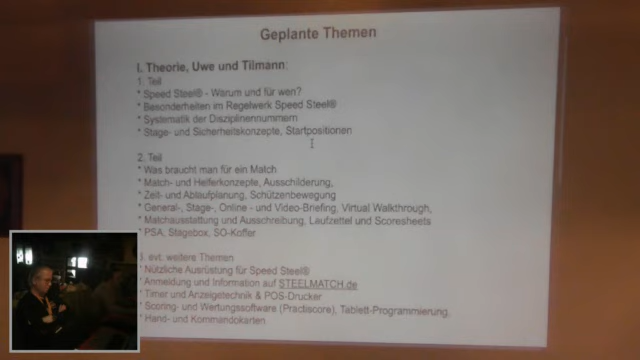 Geplante Themen
I. Theorie, Uwe und Tilmann:
1. Teil
* Speed Steel® - Warum und für wen?
* Besonderheiten im Regelwerk Speed Steel®
* Systematik der Disziplinennummern
* Stage- und Sicherheitskonzepte, Startpositionen
2. Teil
* Was braucht man für ein Match
* Match- und Helferkonzepte, Ausschilderung,
* Zeit- und Ablaufplanung, Schützenbewegung
* General-, Stage-, Online - und Video-Briefing, Virtual Walkthrough,
* Matchausstattung und Ausschreibung, Laufzettel und Scoresheets
* PSA, Stagebox, SO-Koffer
3. evt. weitere Themen
* Nützliche Ausrüstung für Speed Steel®
* Anmeldung und Information auf STEELMATCH.de
* Timer und Anzeigetechnik & POS-Drucker
* Scoring- und Wertungssoftware (Practiscore), Tablett-Programmierung,
* Hand- und Kommandokarten